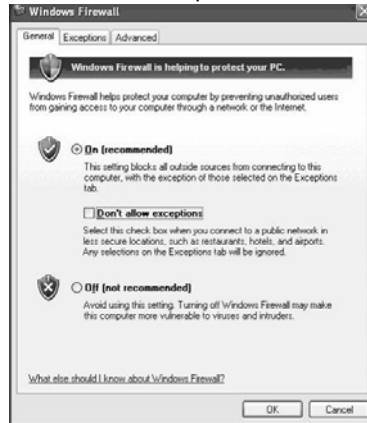 Windows Firewall
General Exceptions Advanced
Windows Firewall is helping to protect your PC.
Windows Firewall helps protect your computer by preventing unauthorized users
from gaining access to your computer through a network or the Internet.
On (recommended)
This setting blocks all outside sources from connecting to this
computer, with the exception of those selected on the Exceptions
tab.
Don't allow exceptions
Select this check box when you connect to a public network in
less secure locations, such as restaurants, hotels, and airports.
Any selections on the Exceptions tab will be ignored.
Off (not recommended)
Avoid using this setting. Turning off Windows Firewall may make
this computer more vulnerable to viruses and intruders.
What else should I know about Windows Firewall?
OK Cancel